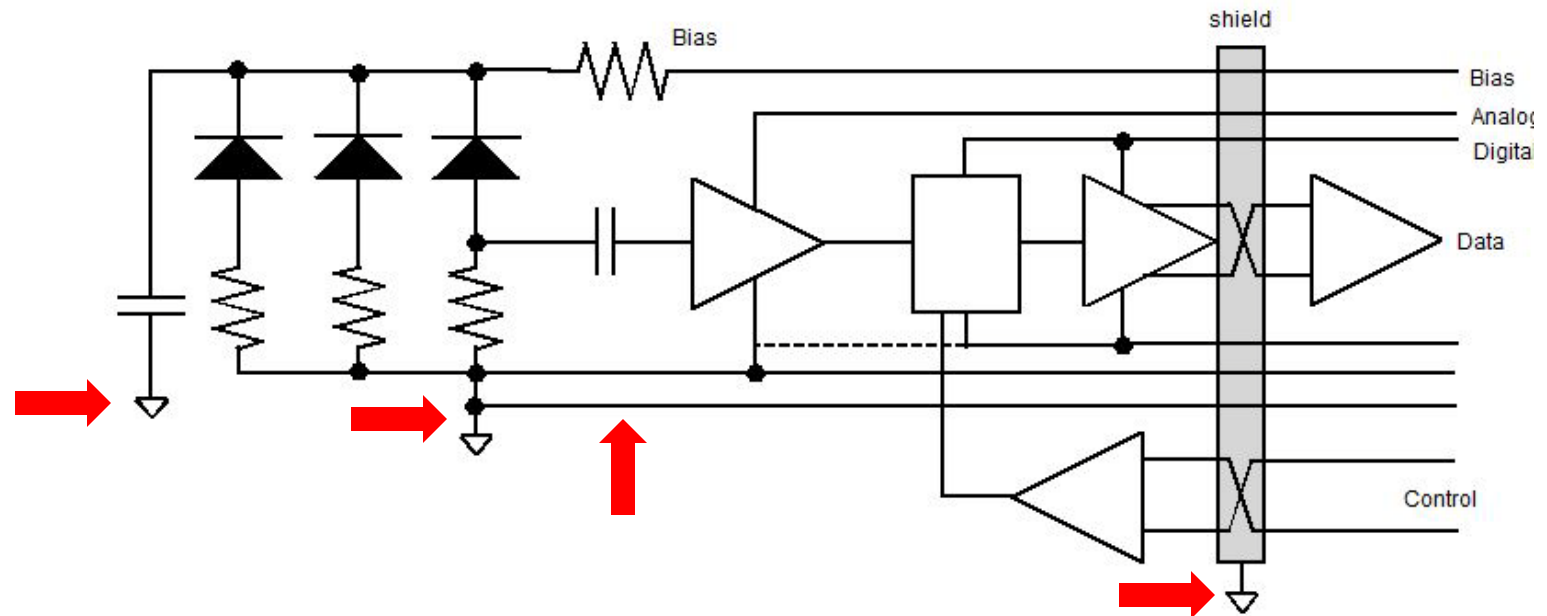 shield
Bias
Bias
Analog
Digital
Data
Control